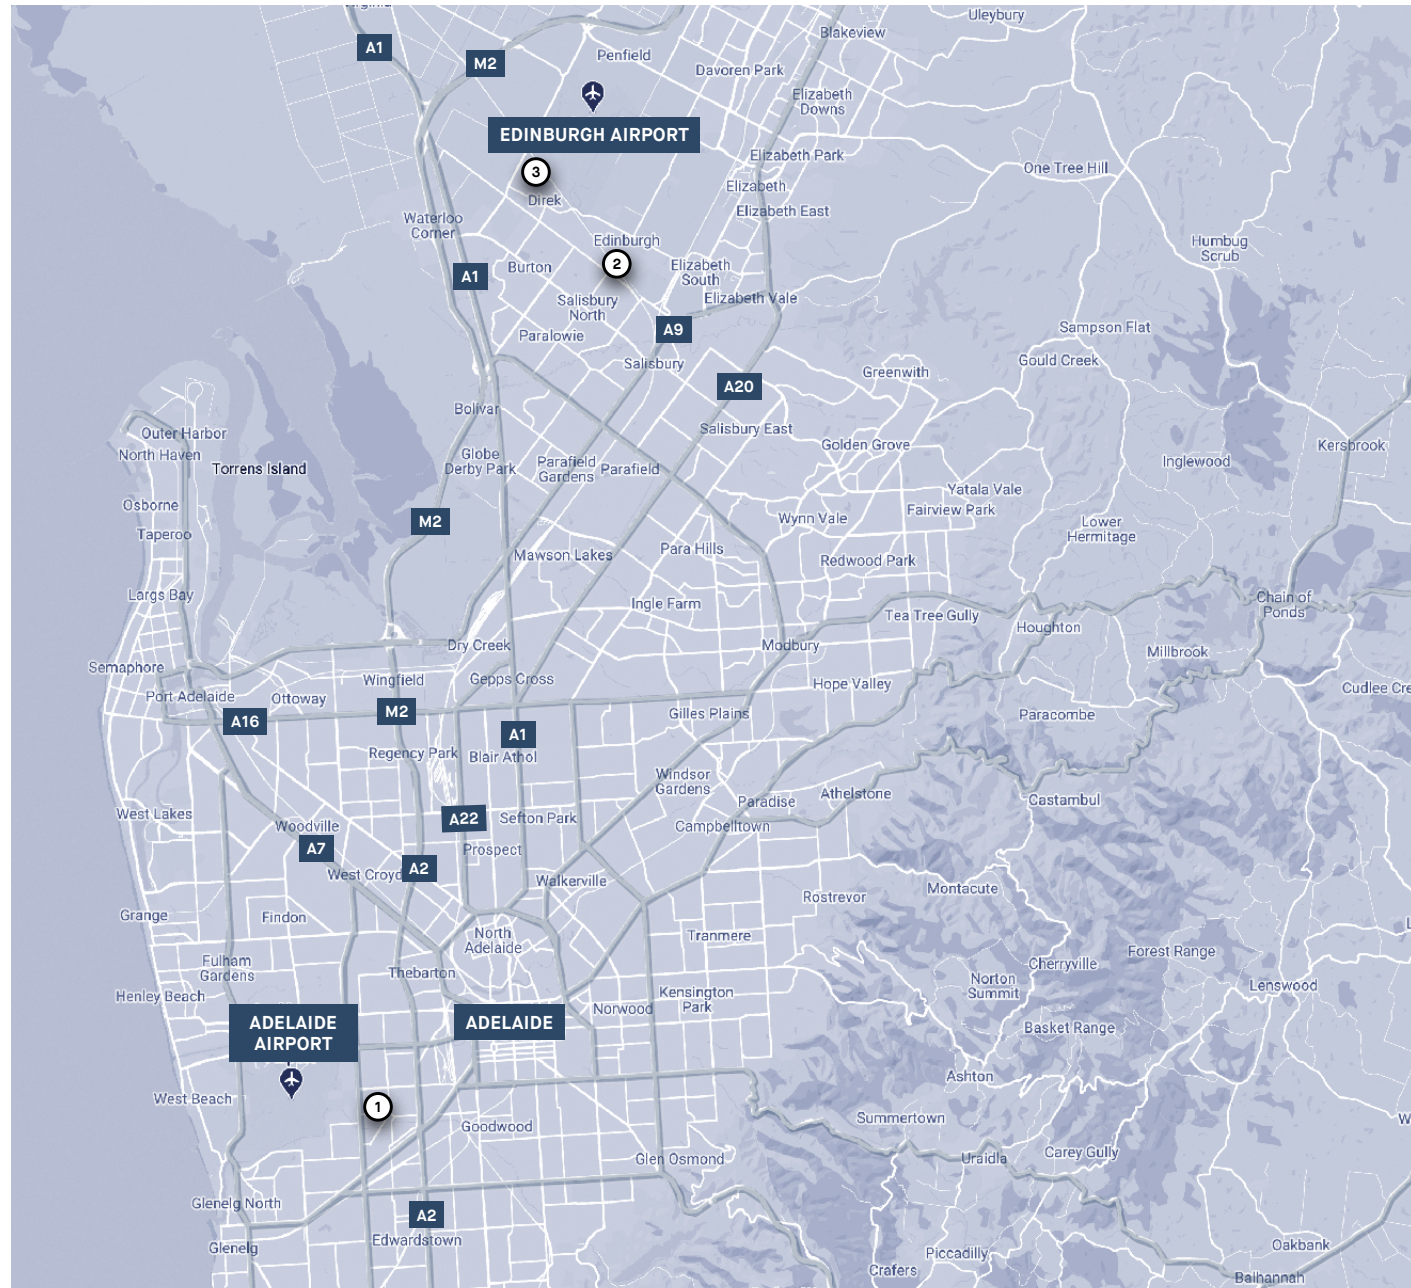 Uleybury
Blakeview
A1
M2
Penfield
Davoren Park
Elizabeth
Downs
EDINBURGH AIRPORT
Elizabeth Park
3
One Tree Hill
Elizabeth
Direk
Elizabeth East
Waterloo
Corner
Edinburgh
Humbug
Scrub
2
Burton
Elizabeth
South
A1
Salisbury
North
Elizabeth Vale
A9
Paralowie
Sampson Flat
Salisbury
Gould Creek
Greenwith
A20
Bolivar
Salisbury East
Outer Harbor
North Haven
Golden Grove
Kersbrook
Torrens Island
Globe
Derby Park
Parafield
Gardens
Parafield
Inglewood
Yatala Vale
Osborne
Fairview Park
Wynn Vale
M2
Taperoo
Lower
Hermitage
Mawson Lakes
Para Hills
Redwood Park
Largs Bay
Ingle Farm
Chain of
Ponds
Tea Tree Gully
Houghton
Dry Creek
Modbury
Millbrook
Semaphore
Wingfield
Gepps Cross
Hope Valley
Cudlee Cre
Port Adelaide
Ottoway
A16
M2
Gilles Plains
Paracombe
A1
Regency Park
Blair Athol
Windsor
Gardens
Athelstone
Paradise
Castambul
West Lakes
A22
Sefton Park
Campbelltown
Woodville
A7
Prospect
West Croyd
A2
Walkerville
Montacute
Rostrevor
Grange
Findon
North
Adelaide
Tranmere
Forest Range
Cherryville
Fulham
Gardens
Thebarton
Norton
Summit
Lenswood
Henley Beach
Kensington
Park
Norwood
ADELAIDE
AIRPORT
ADELAIDE
Basket Range
Ashton
West Beach
1
Summertown
Goodwood
Carey Gully
Glen Osmond
Uraidla
Glenelg North
A2
Edwardstown
Glenelg
Oakbank
Piccadilly
Crafers
Balhannah